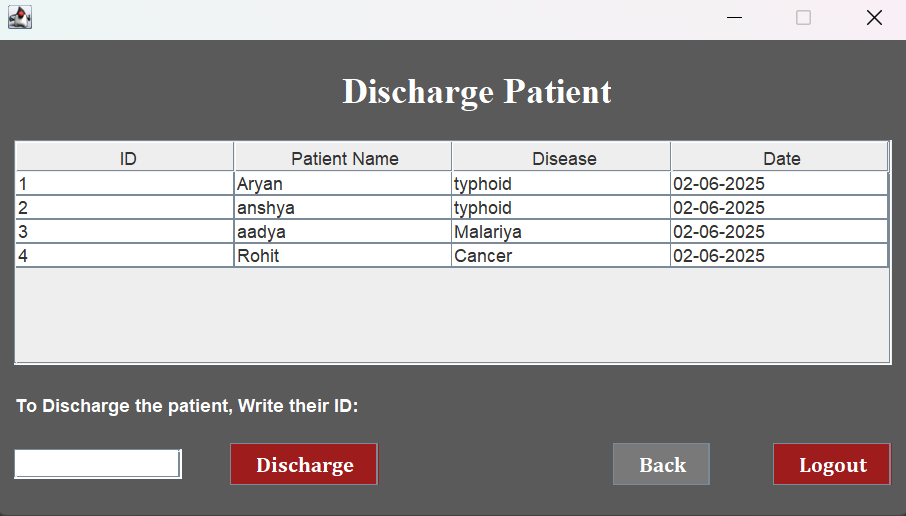 Discharge Patient
ID Patient Name Disease Date
1 Aryan typhoid 02-06-2025
2 anshya typhoid 02-06-2025
3 aadya Malariya 02-06-2025
4 Rohit Cancer 02-06-2025
To Discharge the patient, Write their ID:
Discharge Back Logout